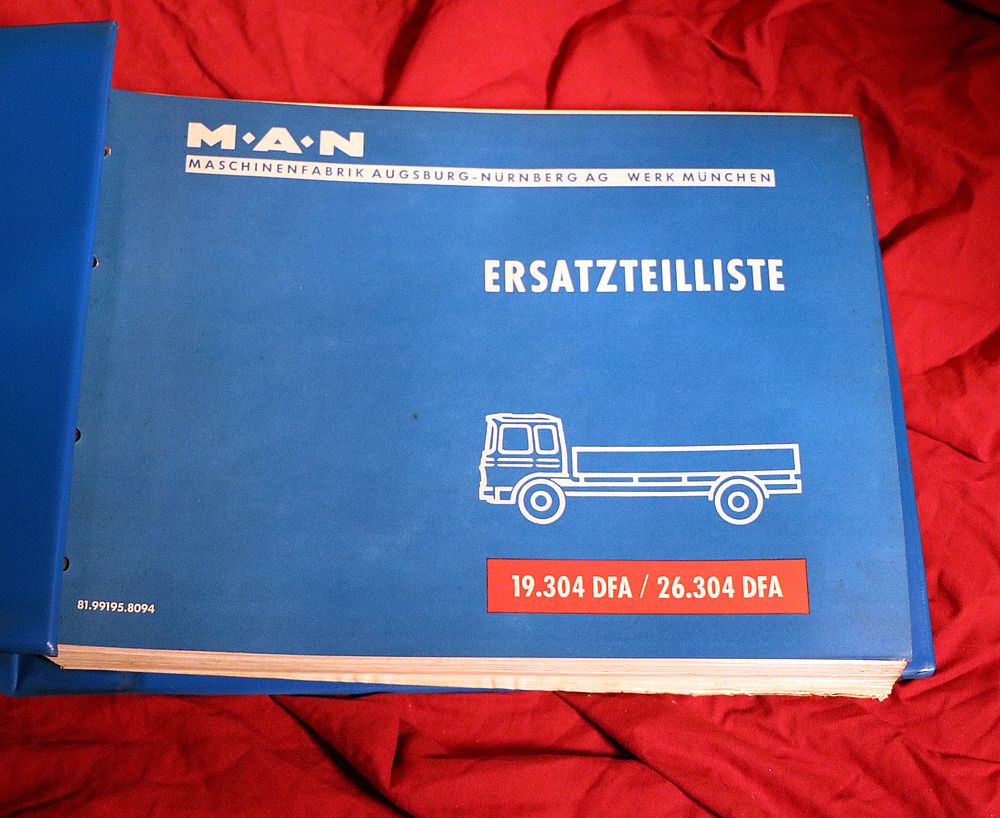 M·A·N
MASCHINENFABRIK AUGSBURG-NÜRNBERG AG WERK MÜNCHEN
ERSATZTEILLISTE
19.304 DFA / 26.304 DFA
81.99195.8094